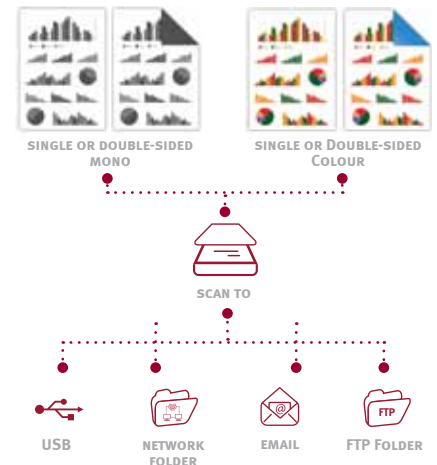 SINGLE OR DOUBLE-SIDED
MONO
SINGLE OR DOUBLE-SIDED
COLOUR
SCAN TO
@
FTP
USB
NETWORK
FOLDER
EMAIL
FTP FOLDER